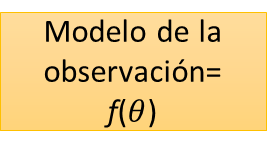 Modelo de la
observación=
f(θ)